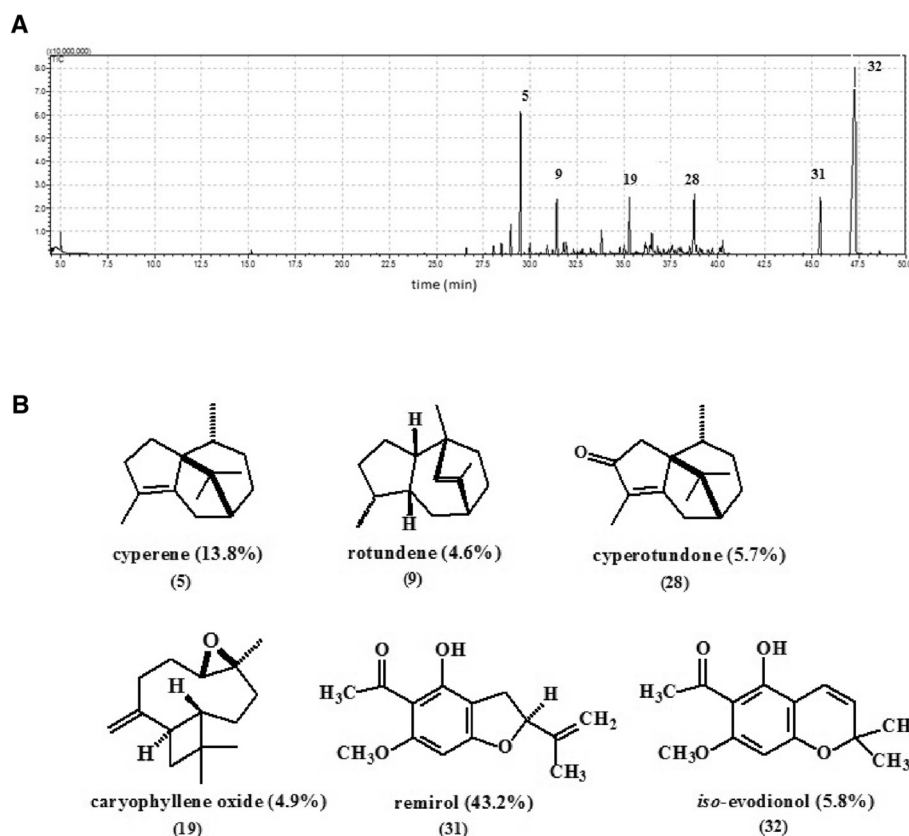 A
(x10,000,000)
TIC
8.0
7.0
6.0
5.0
4.0
3.0
2.0
1.0
5
9
19
28
31
32
5.0 7.5 10.0 12.5 15.0 17.5 20.0 22.5 25.0 27.5 30.0 32.5 35.0 37.5 40.0 42.5 45.0 47.5 50.0
time (min)
B
H
H
O
cyperene (13.8%)
(5)
rotundene (4.6%)
(9)
cyperotundone (5.7%)
(28)
O
H
H
O
OH
H₃C
H
CH₂
H₃CO
O
CH₃
O
OH
H₃C
H₃CO
O
CH₃
CH₃
caryophyllene oxide (4.9%)
(19)
remirol (43.2%)
(31)
iso-evodionol (5.8%)
(32)